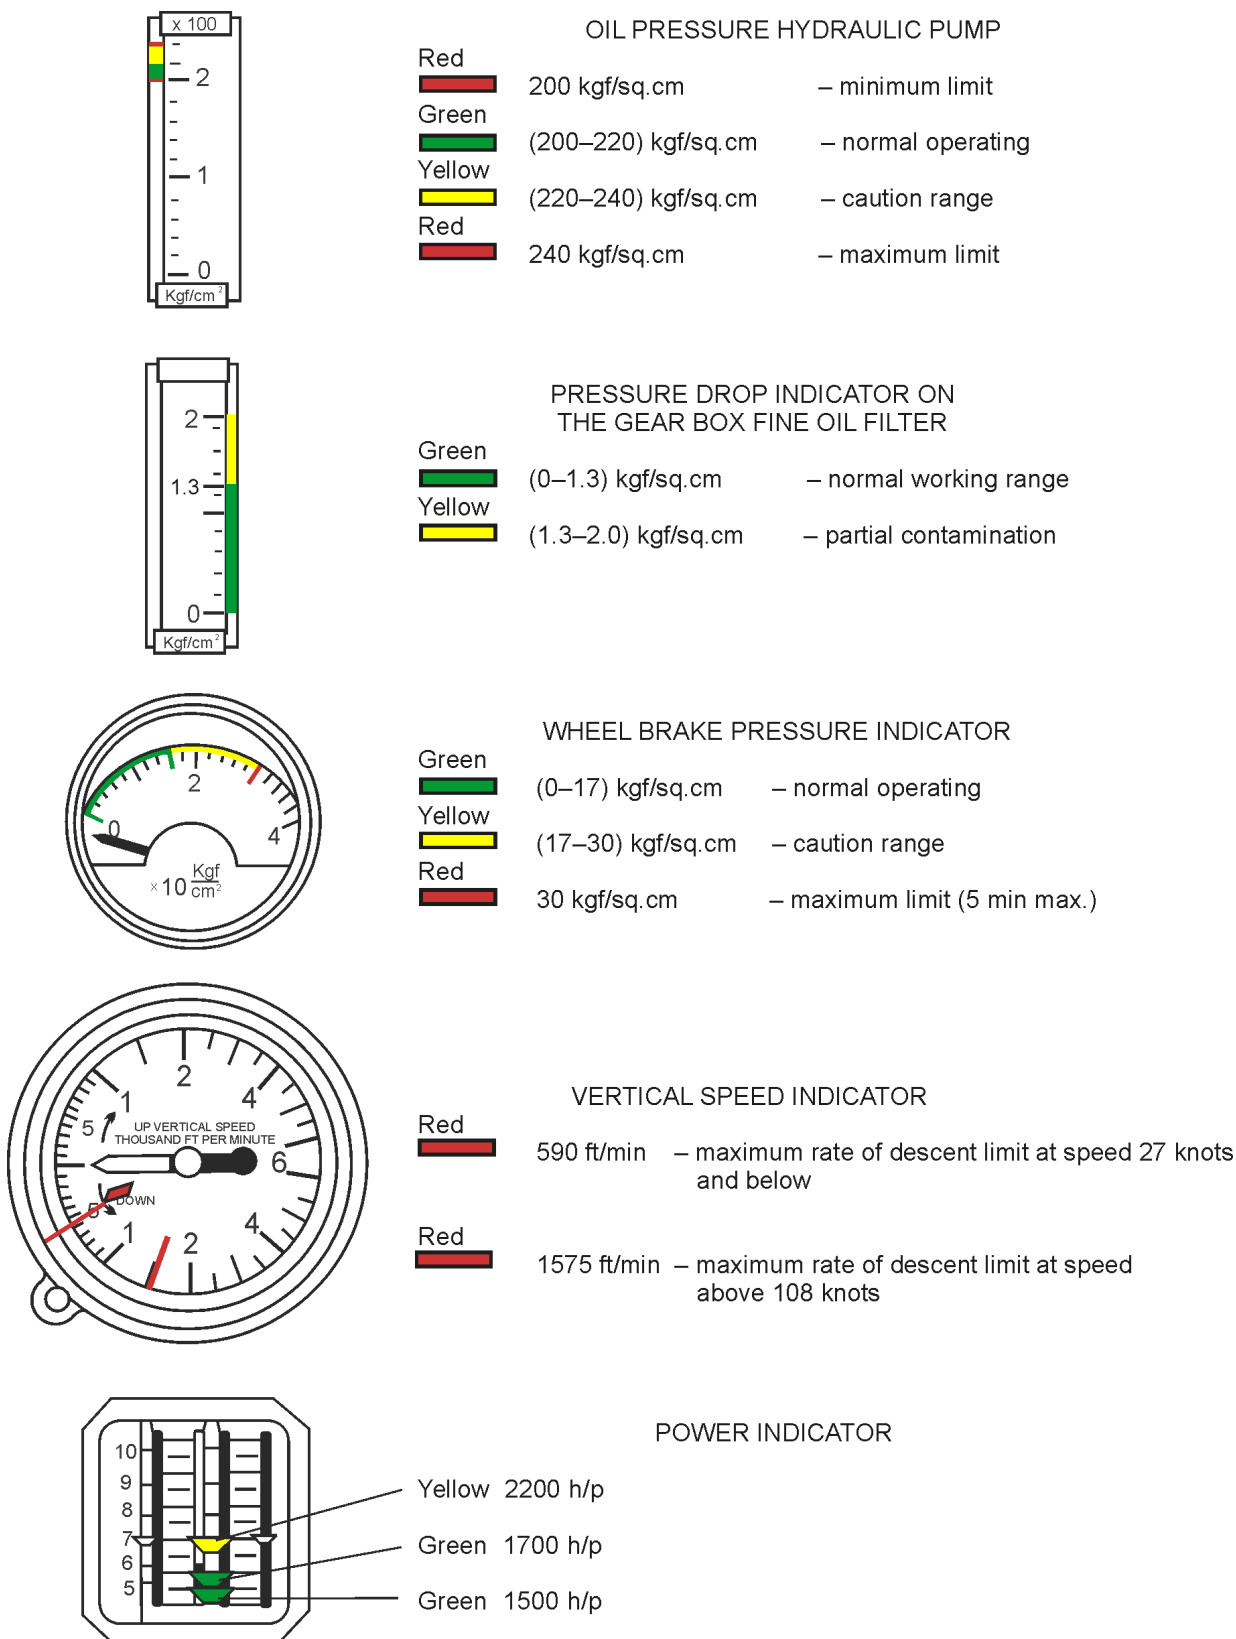 x 100
2
1
0
Kgf/cm²
OIL PRESSURE HYDRAULIC PUMP
Red
200 kgf/sq.cm – minimum limit
Green
(200–220) kgf/sq.cm – normal operating
Yellow
(220–240) kgf/sq.cm – caution range
Red
240 kgf/sq.cm – maximum limit
2
1.3
0
Kgf/cm²
PRESSURE DROP INDICATOR ON
THE GEAR BOX FINE OIL FILTER
Green
(0–1.3) kgf/sq.cm – normal working range
Yellow
(1.3–2.0) kgf/sq.cm – partial contamination
0
2
4
x 10 Kgf/cm²
WHEEL BRAKE PRESSURE INDICATOR
Green
(0–17) kgf/sq.cm – normal operating
Yellow
(17–30) kgf/sq.cm – caution range
Red
30 kgf/sq.cm – maximum limit (5 min max.)
2
1
4
5
UP VERTICAL SPEED
THOUSAND FT PER MINUTE
6
DOWN
5
1
2
4
VERTICAL SPEED INDICATOR
Red
590 ft/min – maximum rate of descent limit at speed 27 knots
and below
Red
1575 ft/min – maximum rate of descent limit at speed
above 108 knots
10
9
8
7
6
5
POWER INDICATOR
Yellow 2200 h/p
Green 1700 h/p
Green 1500 h/p